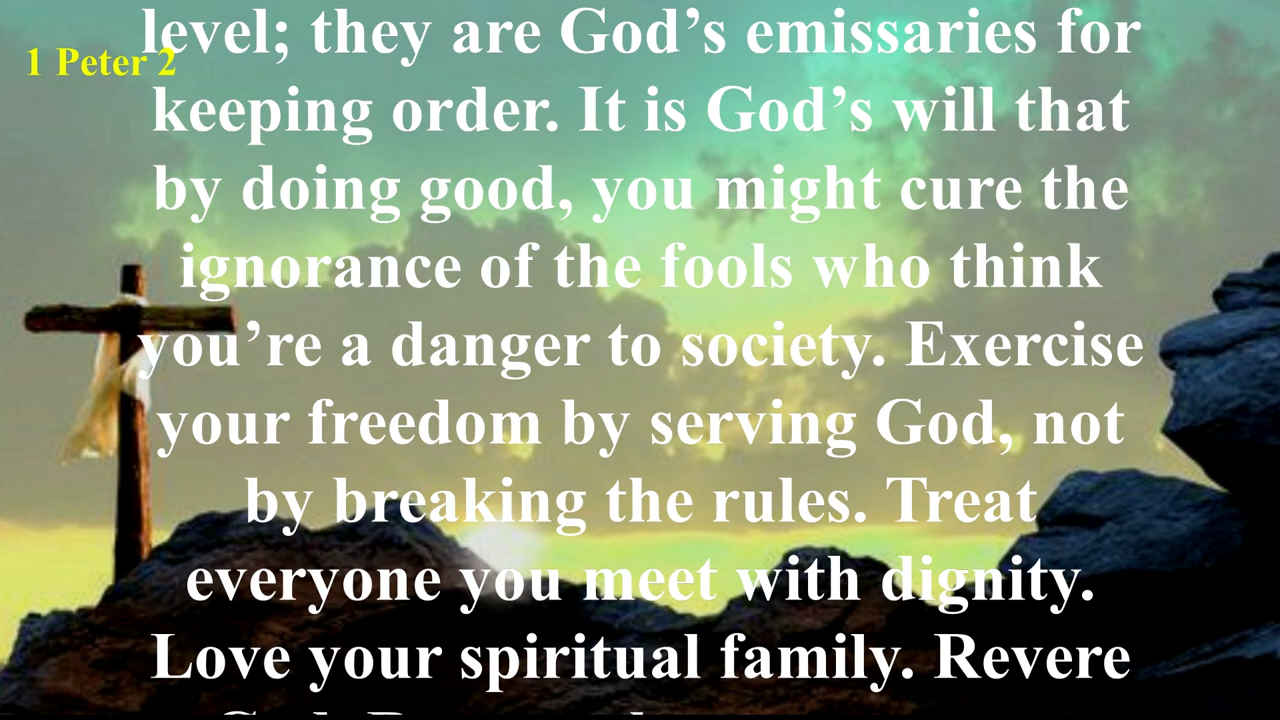 1 Peter 2
level; they are God’s emissaries for
keeping order. It is God’s will that
by doing good, you might cure the
ignorance of the fools who think
you’re a danger to society. Exercise
your freedom by serving God, not
by breaking the rules. Treat
everyone you meet with dignity.
Love your spiritual family. Revere